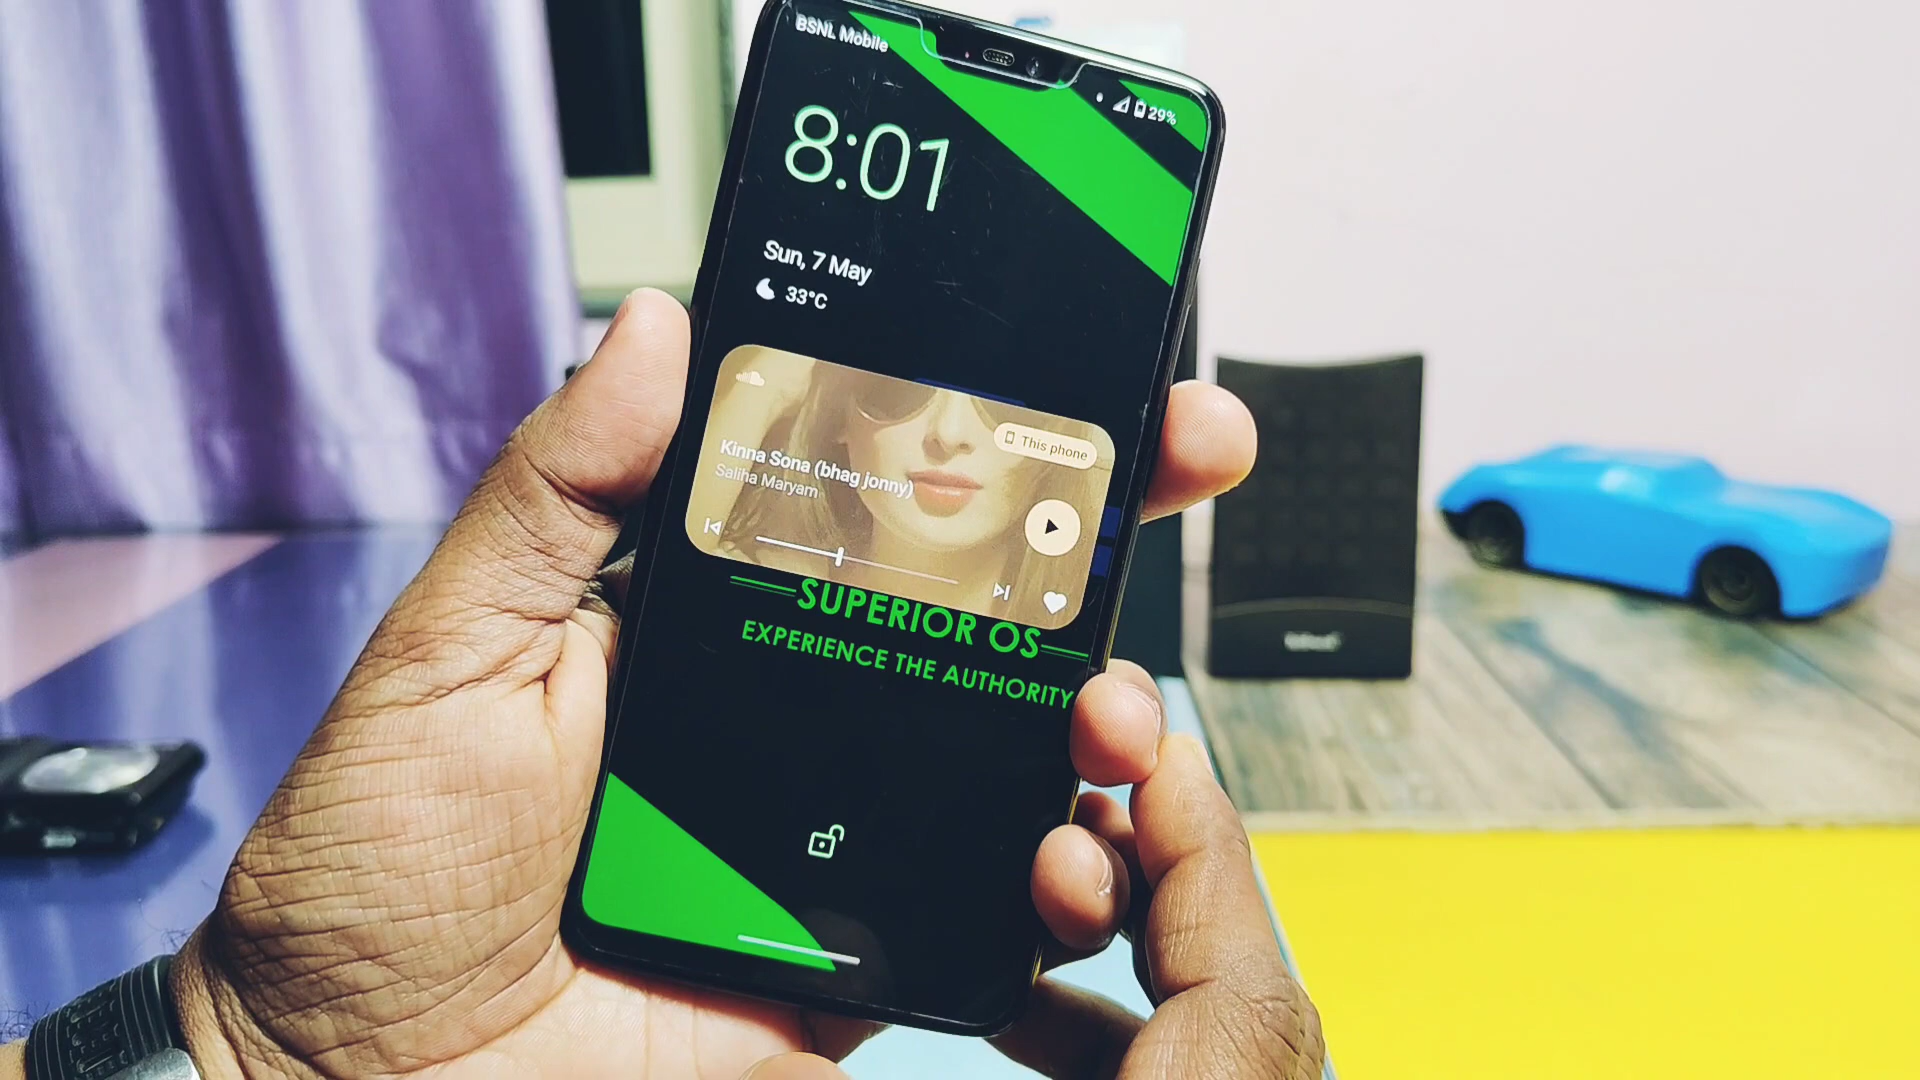 BSNL Mobile
29%
8:01
Sun, 7 May
33°C
This phone
Kinna Sona (bhag jonny)
Saliha Maryam
SUPERIOR OS
EXPERIENCE THE AUTHORITY